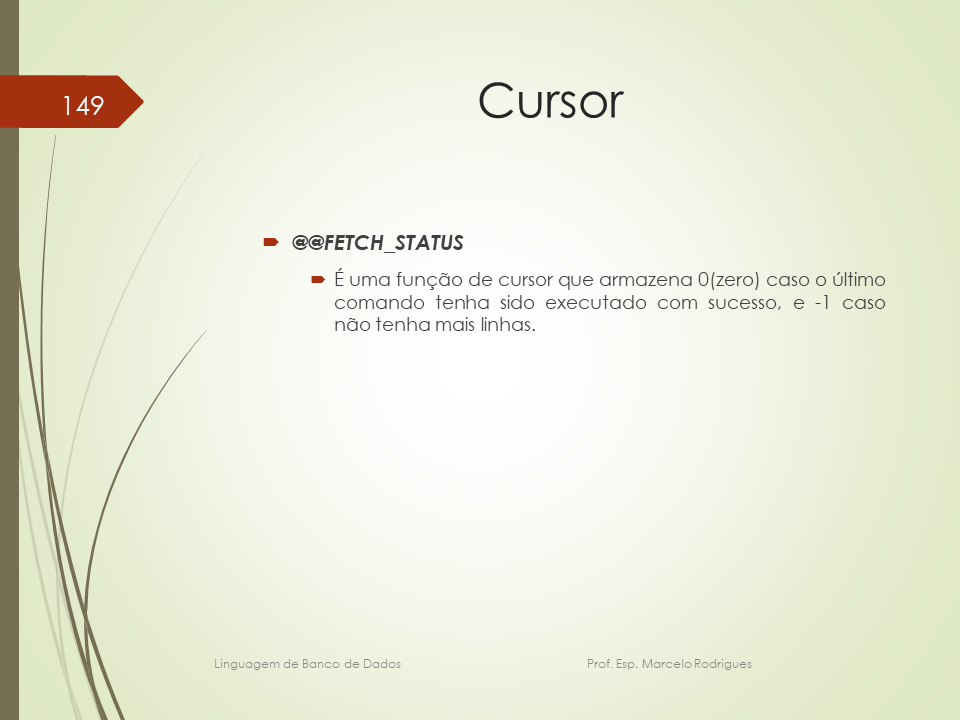 149
Cursor
@@FETCH_STATUS
É uma função de cursor que armazena 0(zero) caso o último
comando tenha sido executado com sucesso, e -1 caso
não tenha mais linhas.
Linguagem de Banco de Dados Prof. Esp. Marcelo Rodrigues